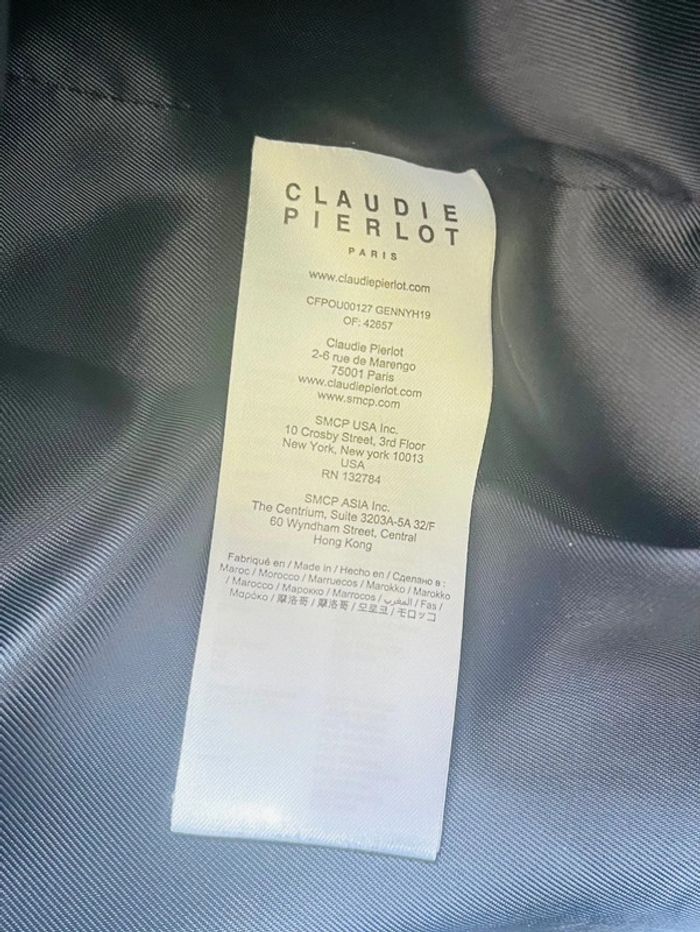 CLAUDIE
PIERLOT
PARIS
www.claudiepierlot.com
CFPOU00127 GENNYH19
OF: 42657
Claudie Pierlot
2-6 rue de Marengo
75001 Paris
www.claudiepierlot.com
www.smcp.com
SMCP USA Inc.
10 Crosby Street, 3rd Floor
New York, New york 10013
USA
RN 132784
SMCP ASIA Inc.
The Centrium, Suite 3203A-5A 32/F
60 Wyndham Street, Central
Hong Kong
Fabriqué en / Made in / Hecho en / Сделано в :
Maroc / Morocco / Marruecos / Marokko / Marokko
/ Marocco / Марокко / Marrocos / المغرب / Fas /
Μαρόκο / 摩洛哥 / 摩洛哥 / 모로코 / モロッコ